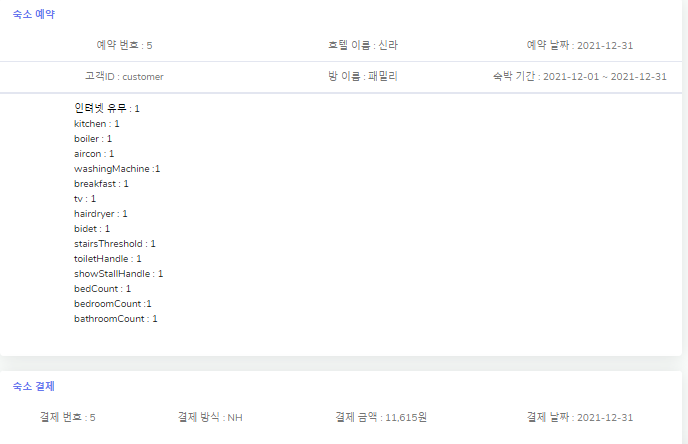 숙소 예약
예약 번호 : 5 호텔 이름 : 신라 예약 날짜 : 2021-12-31
고객ID : customer 방 이름 : 패밀리 숙박 기간 : 2021-12-01 ~ 2021-12-31
인터넷 유무 : 1
kitchen : 1
boiler : 1
aircon : 1
washingMachine :1
breakfast : 1
tv : 1
hairdryer : 1
bidet : 1
stairsThreshold : 1
toiletHandle : 1
showStallHandle : 1
bedCount : 1
bedroomCount :1
bathroomCount : 1
숙소 결제
결제 번호 : 5 결제 방식 : NH 결제 금액 : 11,615원 결제 날짜 : 2021-12-31